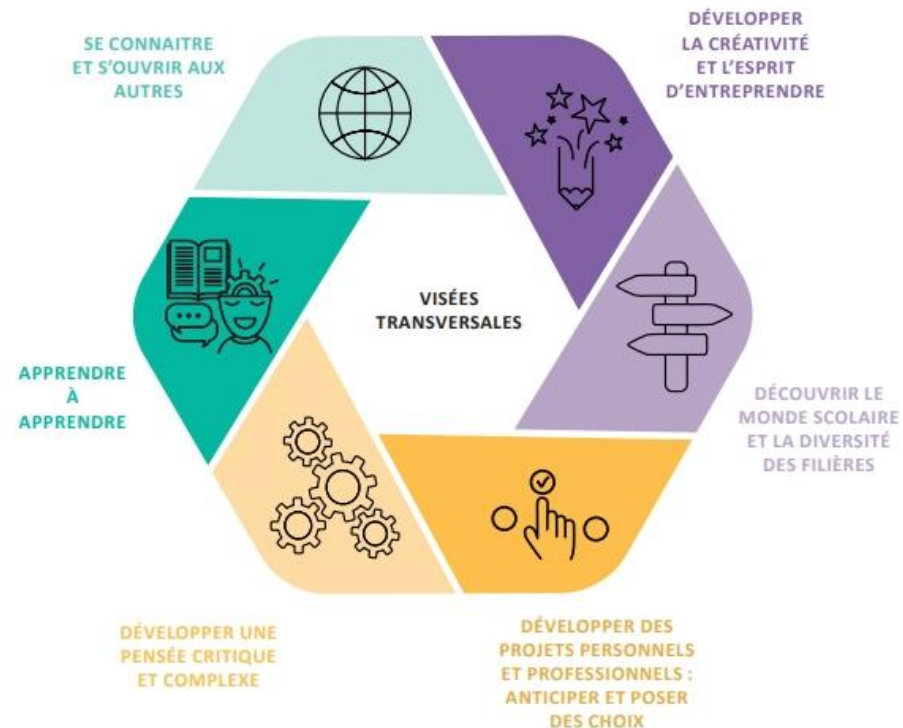 SE CONNAITRE
ET S'OUVRIR AUX
AUTRES
DÉVELOPPER
LA CRÉATIVITÉ
ET L'ESPRIT
D'ENTREPRENDRE
VISÉES
TRANSVERSALES
APPRENDRE
À
APPRENDRE
DÉCOUVRIR LE
MONDE SCOLAIRE
ET LA DIVERSITÉ
DES FILIÈRES
DÉVELOPPER UNE
PENSÉE CRITIQUE
ET COMPLEXE
DÉVELOPPER DES
PROJETS PERSONNELS
ET PROFESSIONNELS :
ANTICIPER ET POSER
DES CHOIX